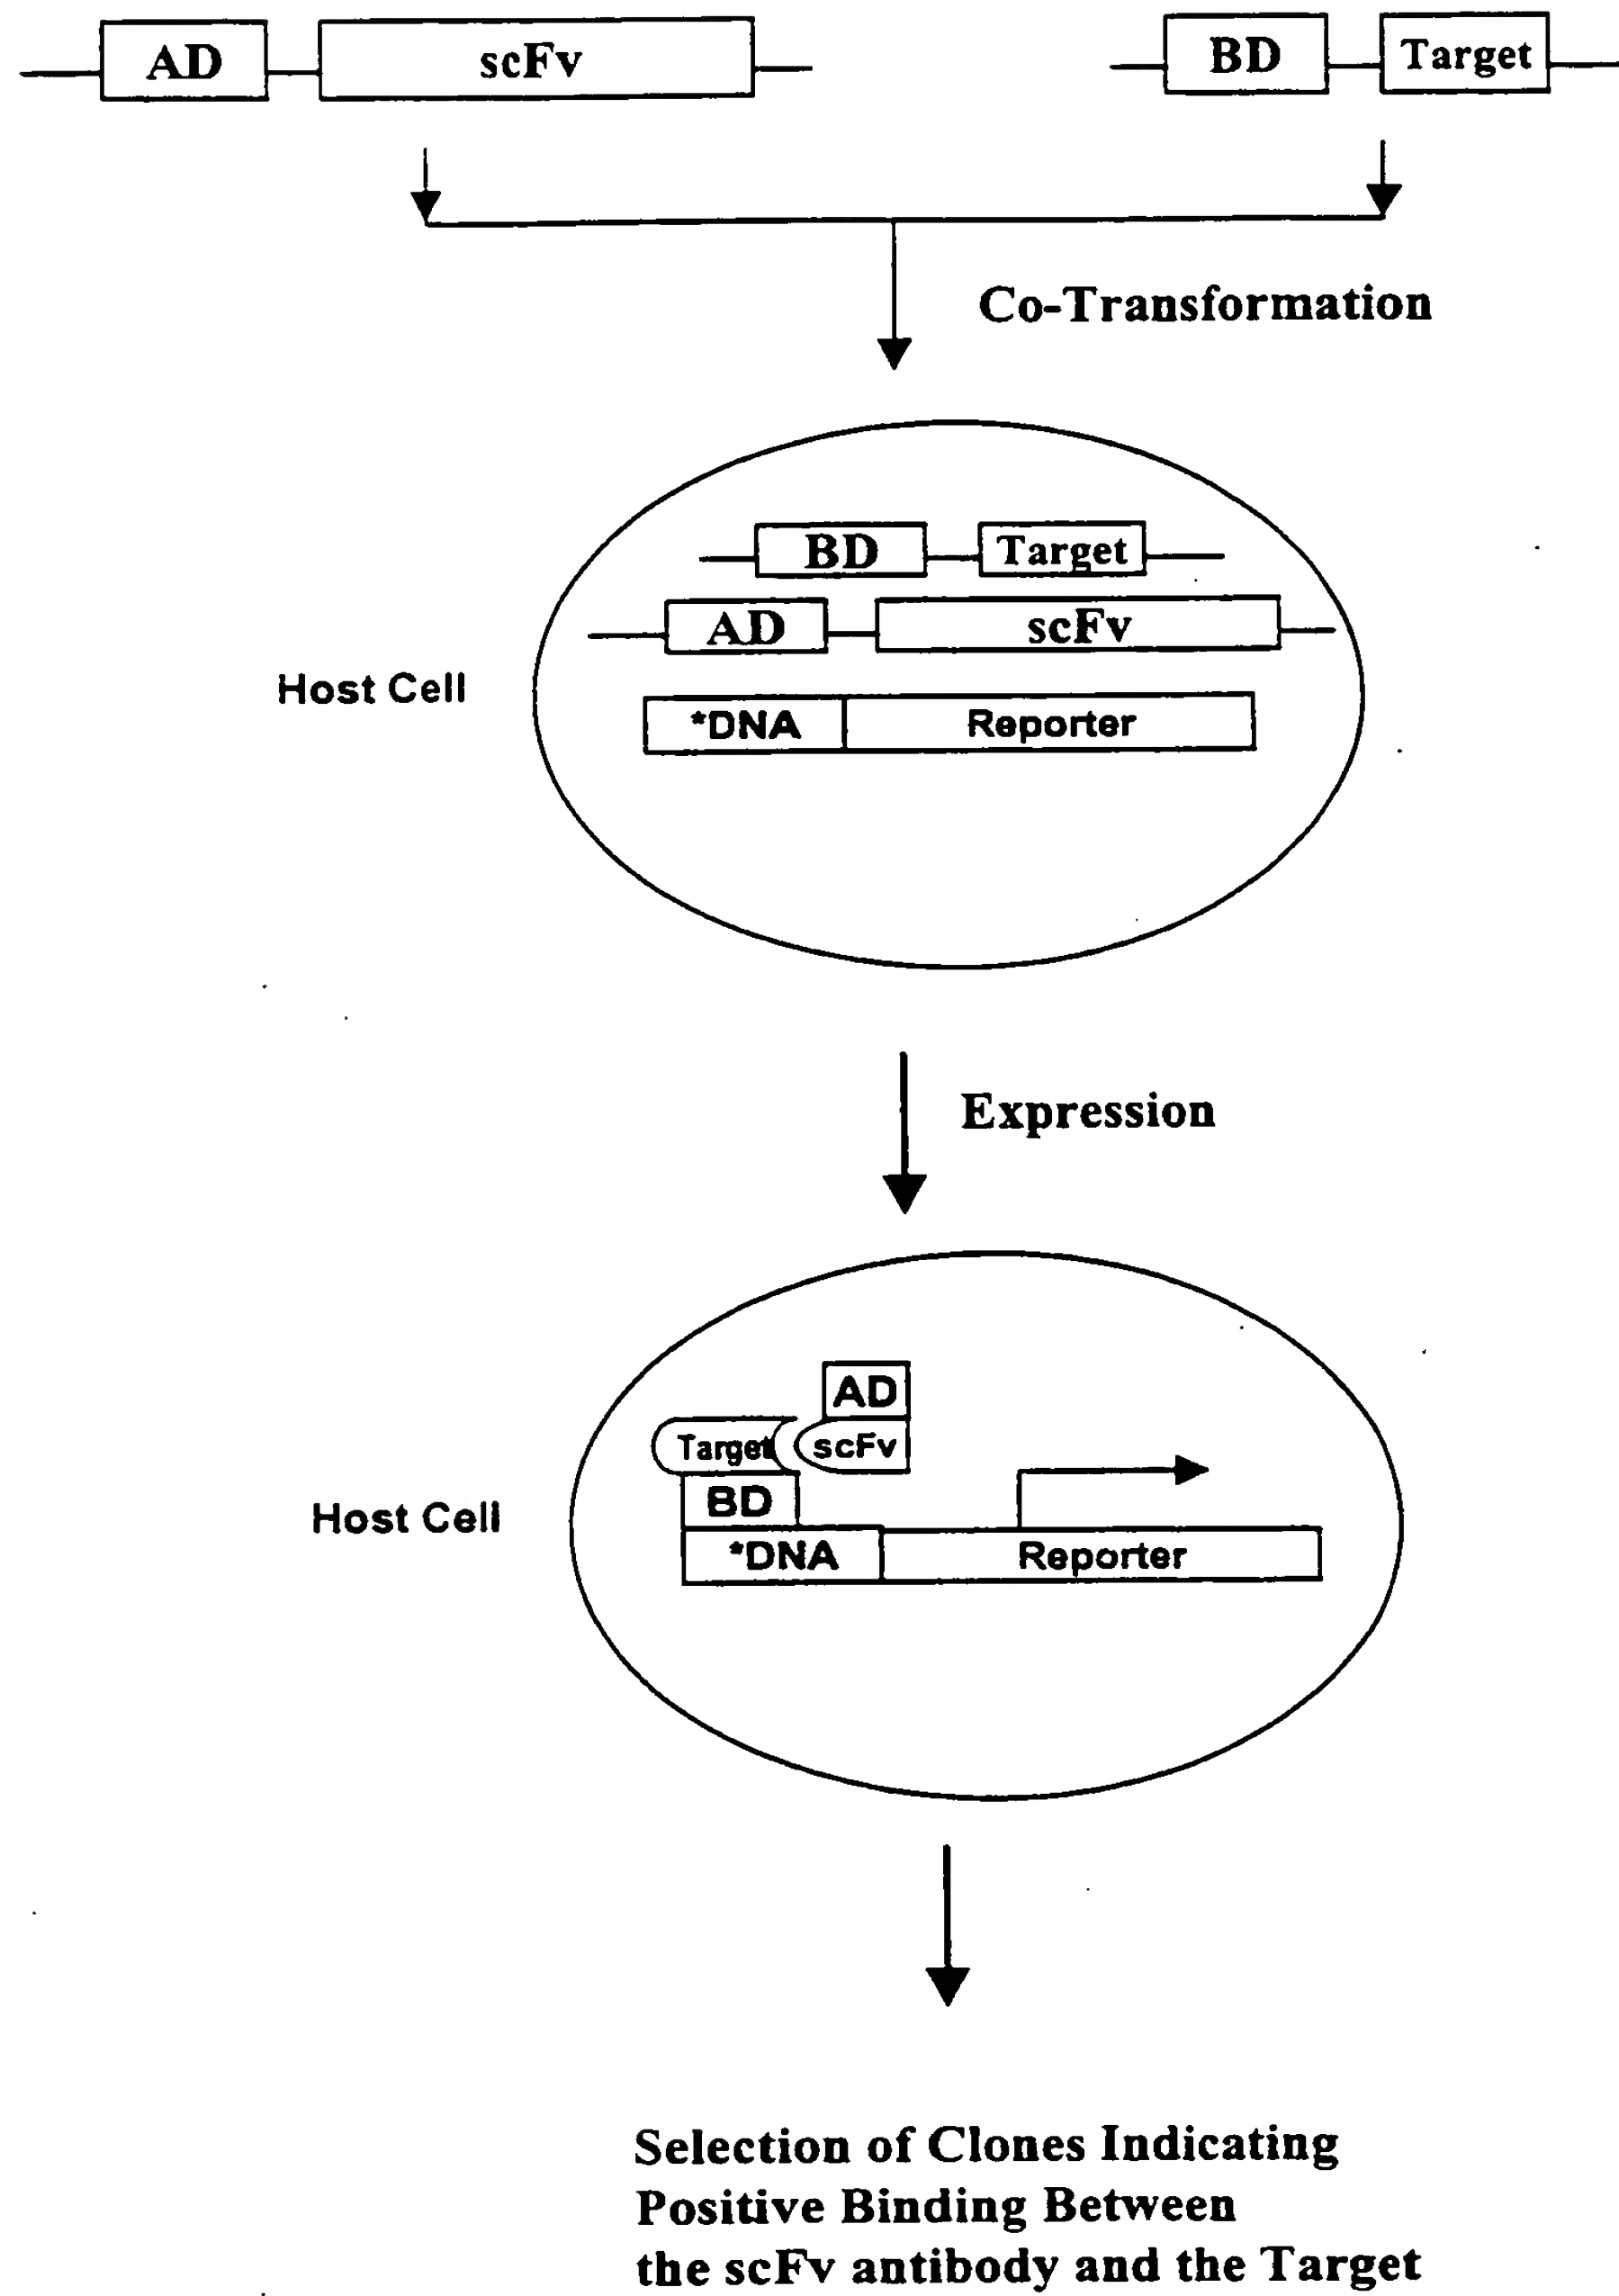 AD scFv BD Target
Co-Transformation
BD Target
AD scFv
Host Cell
*DNA Reporter
Expression
AD
Target scFv
BD
Host Cell
*DNA Reporter
Selection of Clones Indicating
Positive Binding Between
the scFv antibody and the Target